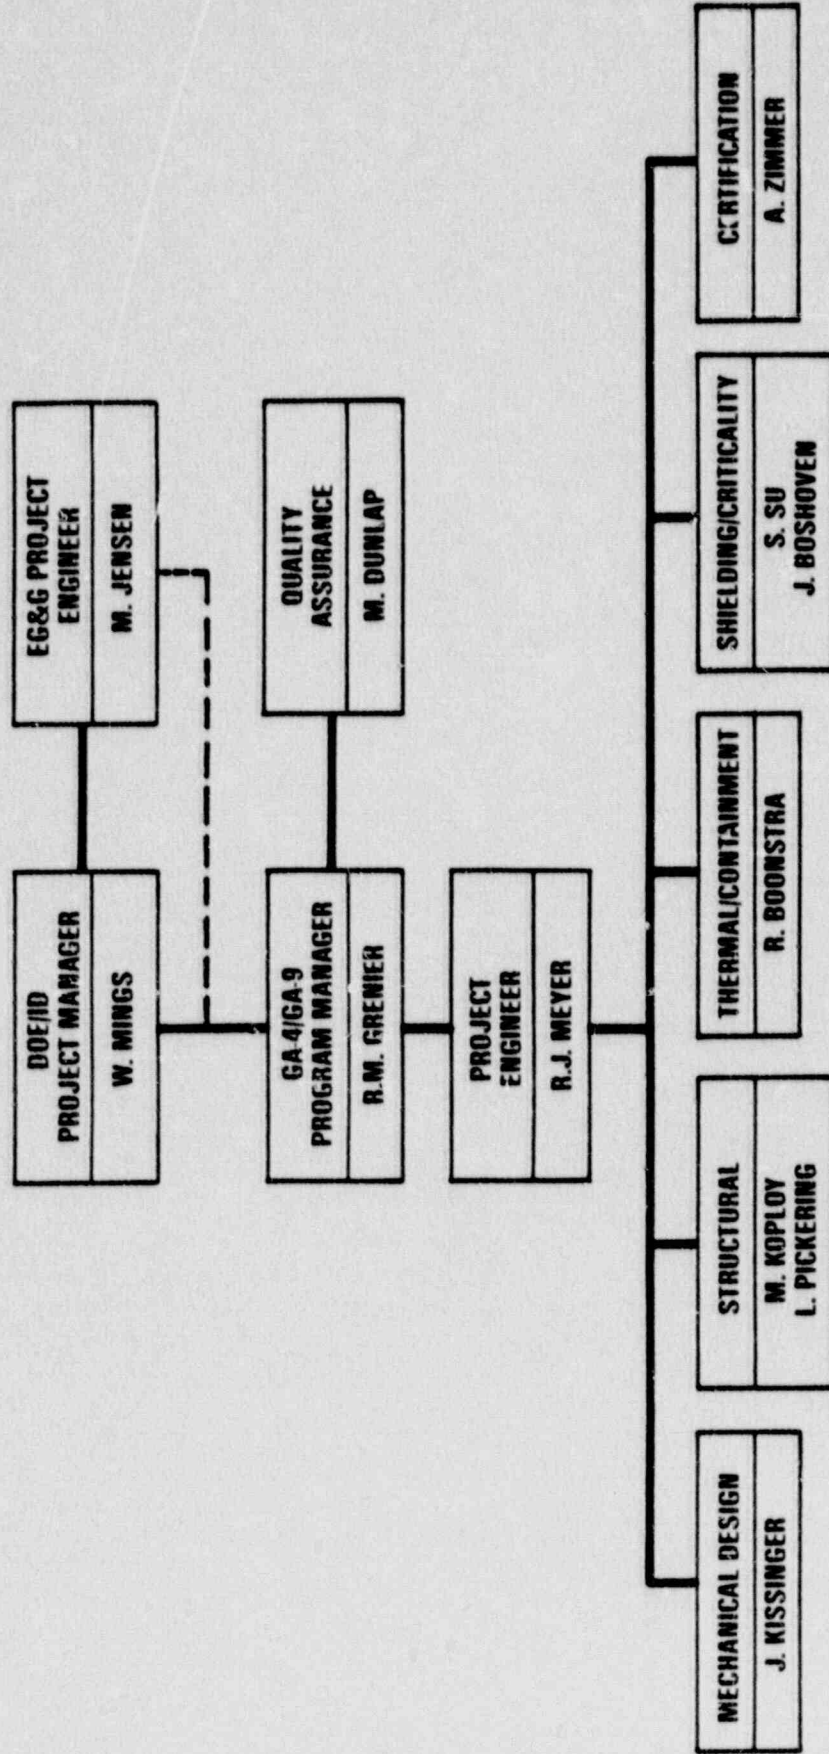 DOE/ID
PROJECT MANAGER
W. MINGS
EG&G PROJECT
ENGINEER
M. JENSEN
GA-4/GA-9
PROGRAM MANAGER
R.M. GRENIER
QUALITY
ASSURANCE
M. DUNLAP
PROJECT
ENGINEER
R.J. MEYER
MECHANICAL DESIGN
J. KISSINGER
STRUCTURAL
M. KOPLOY
L. PICKERING
THERMAL/CONTAINMENT
R. BOONSTRA
SHIELDING/CRITICALITY
S. SU
J. BOSHOVEN
CERTIFICATION
A. ZIMMER